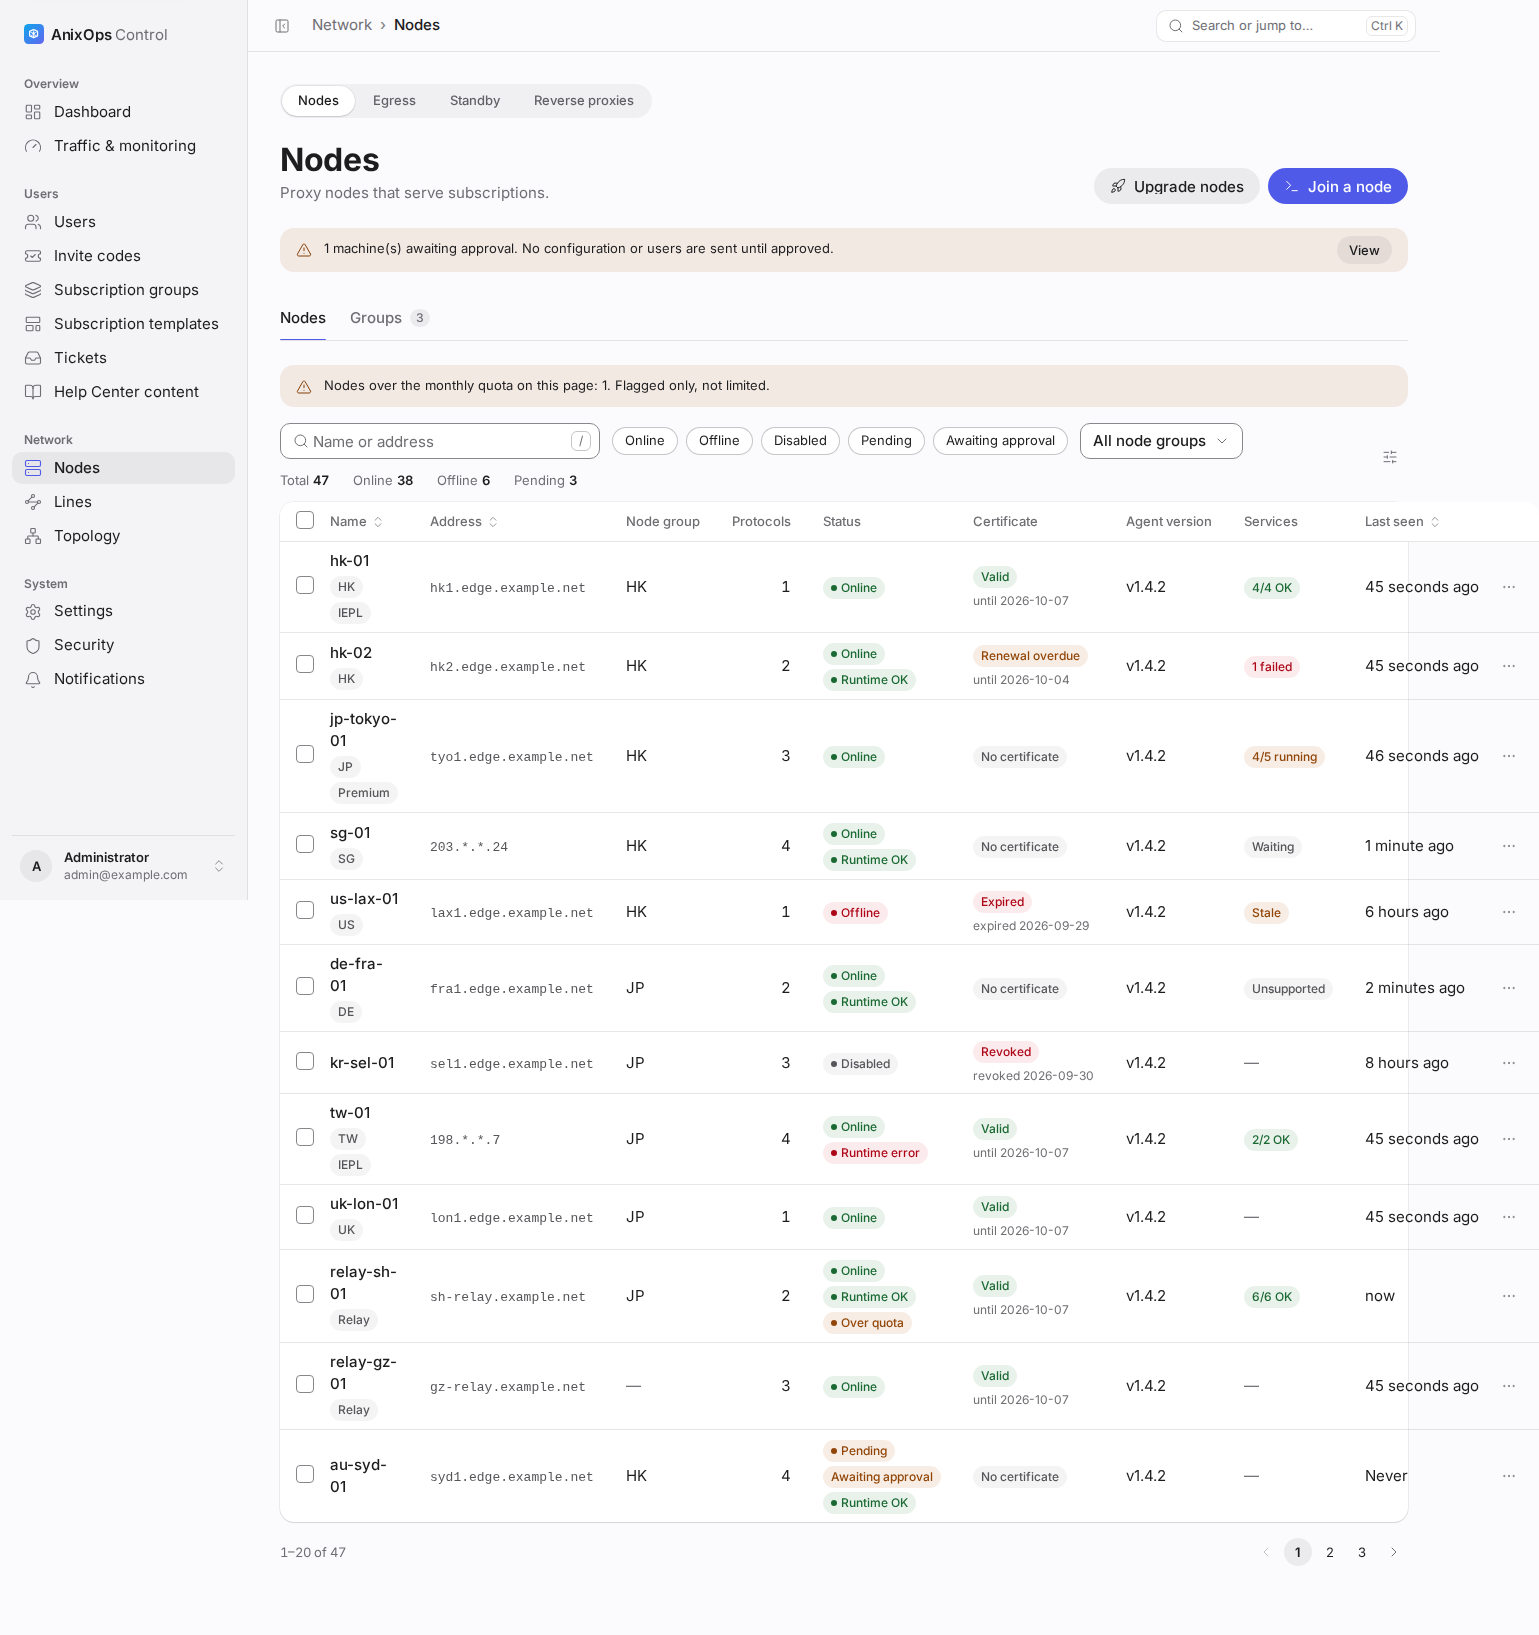 AnixOps Control
Network › Nodes
Search or jump to...
Ctrl K
Overview
Dashboard
Traffic & monitoring
Users
Users
Invite codes
Subscription groups
Subscription templates
Tickets
Help Center content
Network
Nodes
Lines
Topology
System
Settings
Security
Notifications
A
Administrator
admin@example.com
Nodes Egress Standby Reverse proxies
Nodes
Proxy nodes that serve subscriptions.
Upgrade nodes
Join a node
1 machine(s) awaiting approval. No configuration or users are sent until approved.
View
Nodes Groups 3
Nodes over the monthly quota on this page: 1. Flagged only, not limited.
Name or address /
Online Offline Disabled Pending Awaiting approval All node groups
Total 47 Online 38 Offline 6 Pending 3
Name Address Node group Protocols Status Certificate Agent version Services Last seen
hk-01
HK
IEPL
hk1.edge.example.net HK 1 Online
Valid
until 2026-10-07
v1.4.2 4/4 OK 45 seconds ago ...
hk-02
HK
hk2.edge.example.net HK 2
Online
Runtime OK
Renewal overdue
until 2026-10-04
v1.4.2 1 failed 45 seconds ago ...
jp-tokyo-
01
JP
Premium
tyo1.edge.example.net HK 3 Online No certificate v1.4.2 4/5 running 46 seconds ago ...
sg-01
SG
203.*.*.24 HK 4
Online
Runtime OK
No certificate v1.4.2 Waiting 1 minute ago ...
us-lax-01
US
lax1.edge.example.net HK 1 Offline
Expired
expired 2026-09-29
v1.4.2 Stale 6 hours ago ...
de-fra-
01
DE
fra1.edge.example.net JP 2
Online
Runtime OK
No certificate v1.4.2 Unsupported 2 minutes ago ...
kr-sel-01 sel1.edge.example.net JP 3 Disabled
Revoked
revoked 2026-09-30
v1.4.2 — 8 hours ago ...
tw-01
TW
IEPL
198.*.*.7 JP 4
Online
Runtime error
Valid
until 2026-10-07
v1.4.2 2/2 OK 45 seconds ago ...
uk-lon-01
UK
lon1.edge.example.net JP 1 Online
Valid
until 2026-10-07
v1.4.2 — 45 seconds ago ...
relay-sh-
01
Relay
sh-relay.example.net JP 2
Online
Runtime OK
Over quota
Valid
until 2026-10-07
v1.4.2 6/6 OK now ...
relay-gz-
01
Relay
gz-relay.example.net — 3 Online
Valid
until 2026-10-07
v1.4.2 — 45 seconds ago ...
au-syd-
01
syd1.edge.example.net HK 4
Pending
Awaiting approval
Runtime OK
No certificate v1.4.2 — Never ...
1–20 of 47
1 2 3